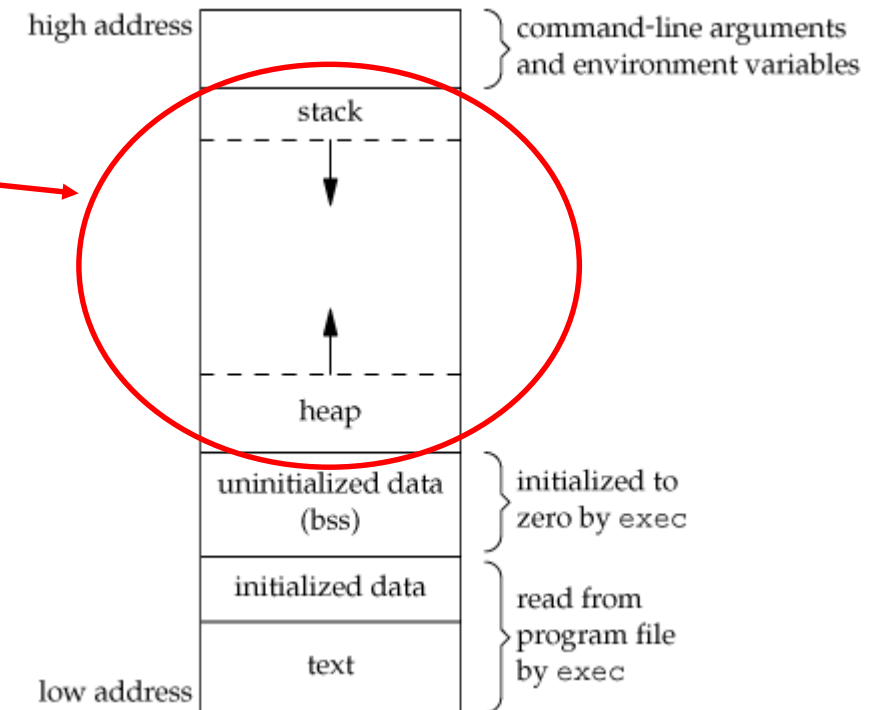 high address
command-line arguments
and environment variables
stack
heap
uninitialized data
(bss)
initialized to
zero by exec
initialized data
read from
program file
by exec
text
low address